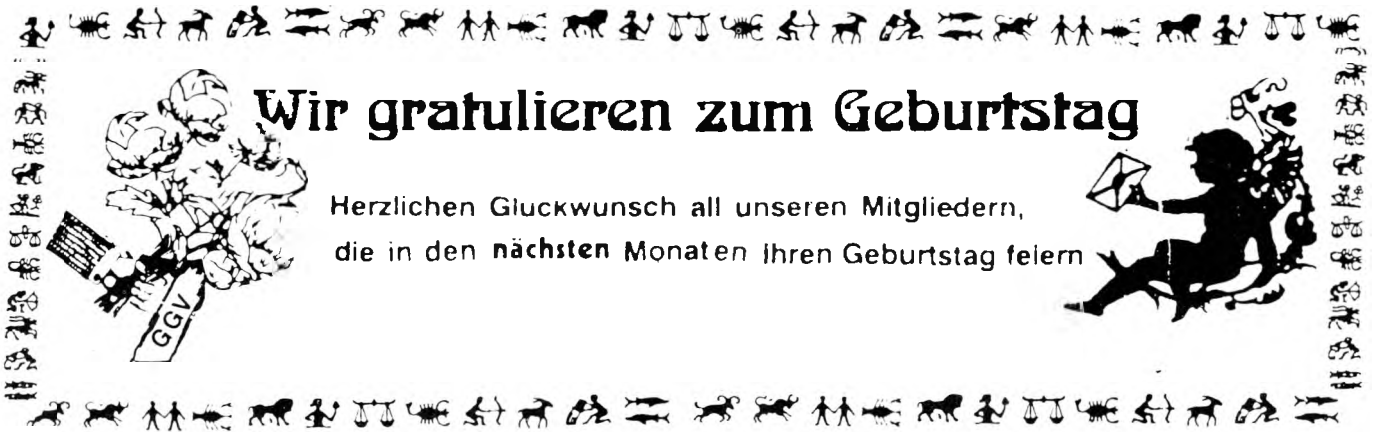 Wir gratulieren zum Geburtstag
Herzlichen Gluckwunsch all unseren Mitgliedern,
die in den nächsten Monaten Ihren Geburtstag feiern
GGV